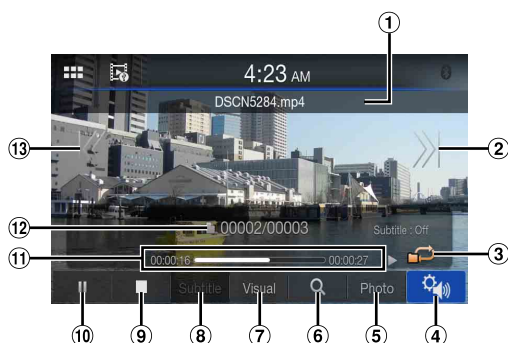 1
4:23 AM
DSCN5284.mp4
13
2
12
00002/00003
Subtitle : Off
11
00:00:16
00:00:27
3
Subtitle
Visual
Photo
10
9
8
7
6
5
4